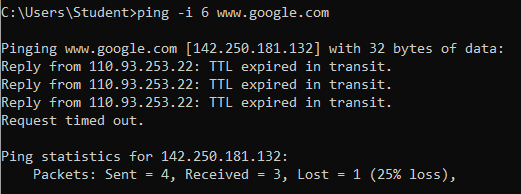 C:\Users\Student>ping -i 6 www.google.com
Pinging www.google.com [142.250.181.132] with 32 bytes of data:
Reply from 110.93.253.22: TTL expired in transit.
Reply from 110.93.253.22: TTL expired in transit.
Reply from 110.93.253.22: TTL expired in transit.
Request timed out.
Ping statistics for 142.250.181.132:
    Packets: Sent = 4, Received = 3, Lost = 1 (25% loss),